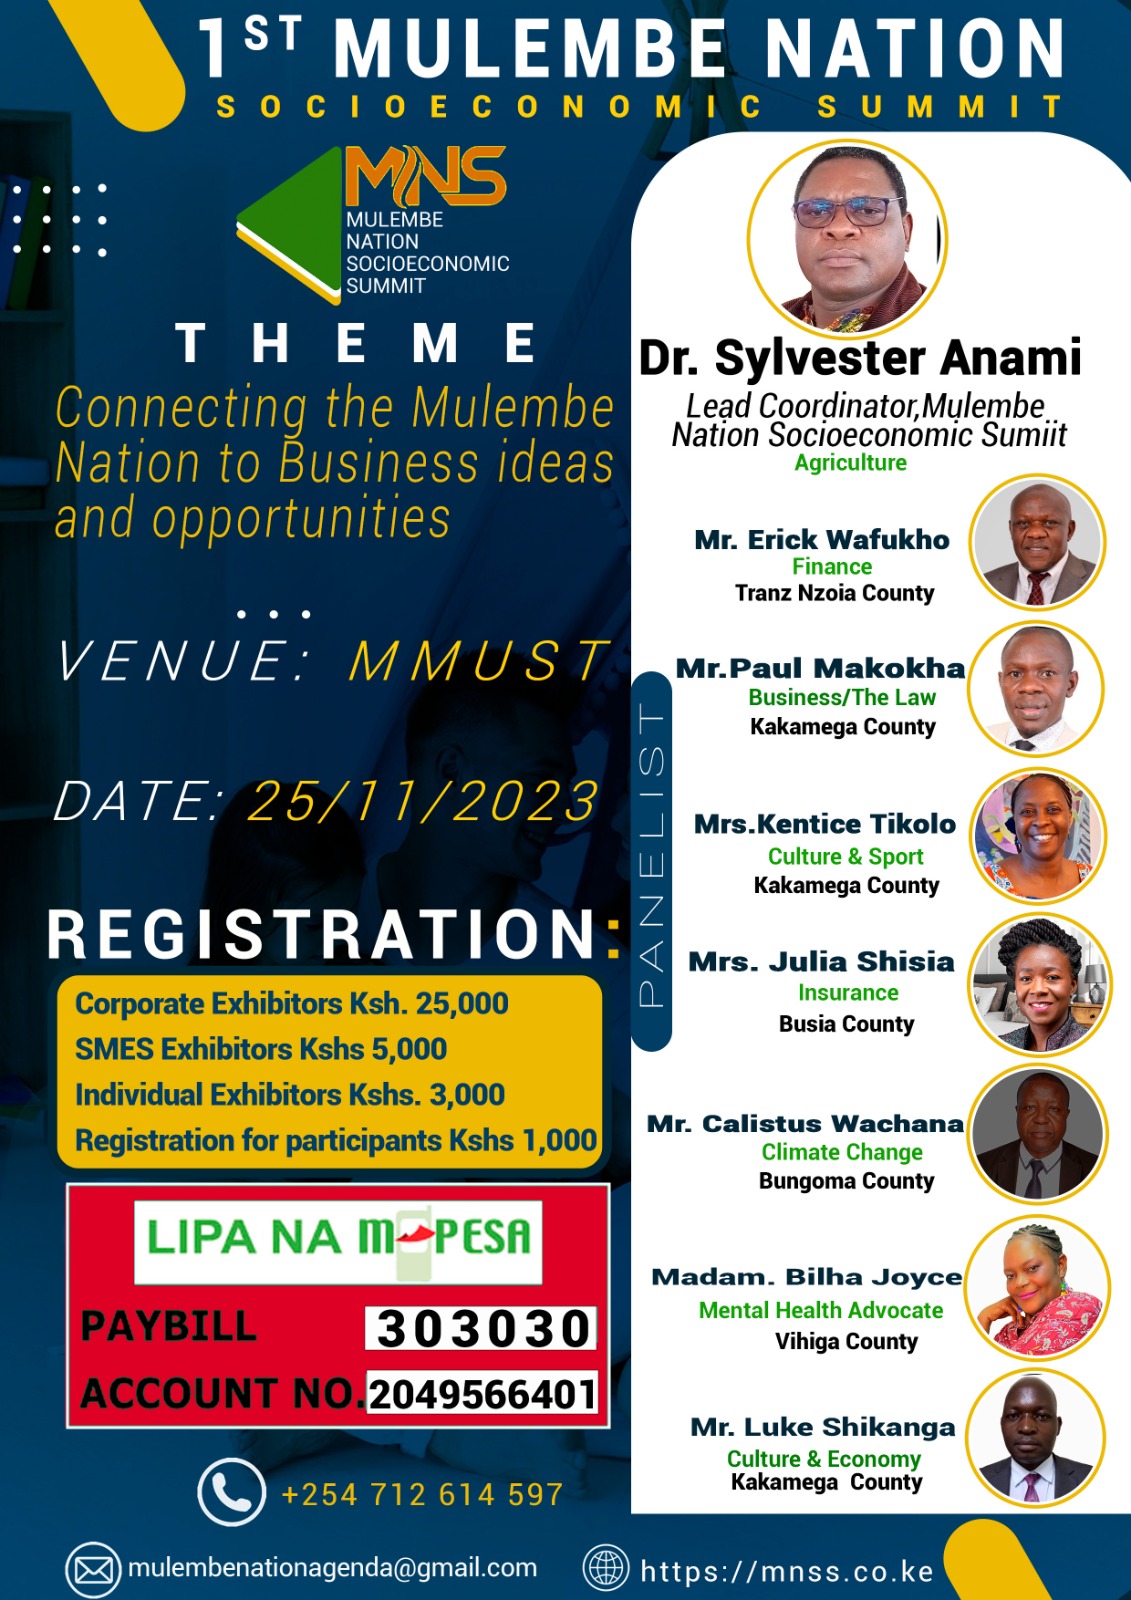 1ST MULEMBE NATION
SOCIOECONOMIC SUMMIT
MNS
MULEMBE
NATION
SOCIOECONOMIC
SUMMIT
THEME
Connecting the Mulembe
Nation to Business ideas
and opportunities
...
VENUE: MMUST
DATE: 25/11/2023
REGISTRATION:
Corporate Exhibitors Ksh. 25,000
SMES Exhibitors Kshs 5,000
Individual Exhibitors Kshs. 3,000
Registration for participants Kshs 1,000
LIPA NA M-PESA
PAYBILL 303030
ACCOUNT NO. 2049566401
+254 712 614 597
mulembenationagenda@gmail.com
https://mnss.co.ke
Dr. Sylvester Anami
Lead Coordinator,Mulembe
Nation Socioeconomic Sumiit
Agriculture
PANELIST
Mr. Erick Wafukho
Finance
Tranz Nzoia County
Mr.Paul Makokha
Business/The Law
Kakamega County
Mrs.Kentice Tikolo
Culture & Sport
Kakamega County
Mrs. Julia Shisia
Insurance
Busia County
Mr. Calistus Wachana
Climate Change
Bungoma County
Madam. Bilha Joyce
Mental Health Advocate
Vihiga County
Mr. Luke Shikanga
Culture & Economy
Kakamega County